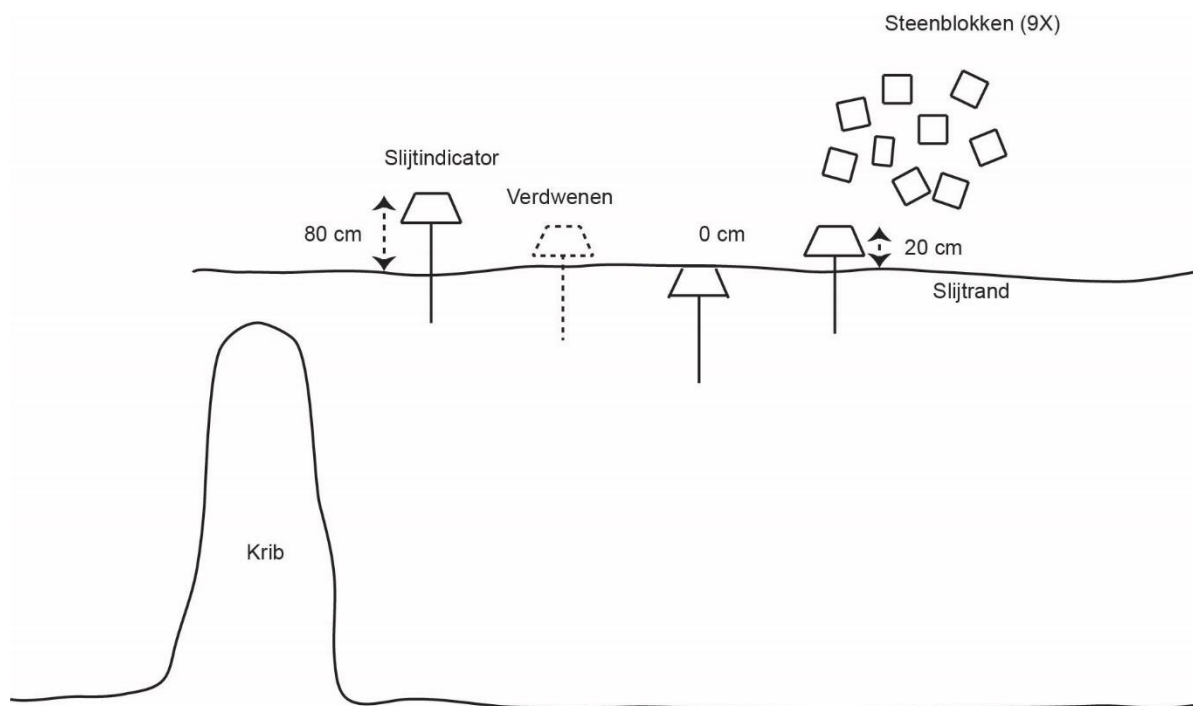 Steenblokken (9X)
Slijtindicator
Verdwenen
80 cm
0 cm
20 cm
Slijtrand
Krib